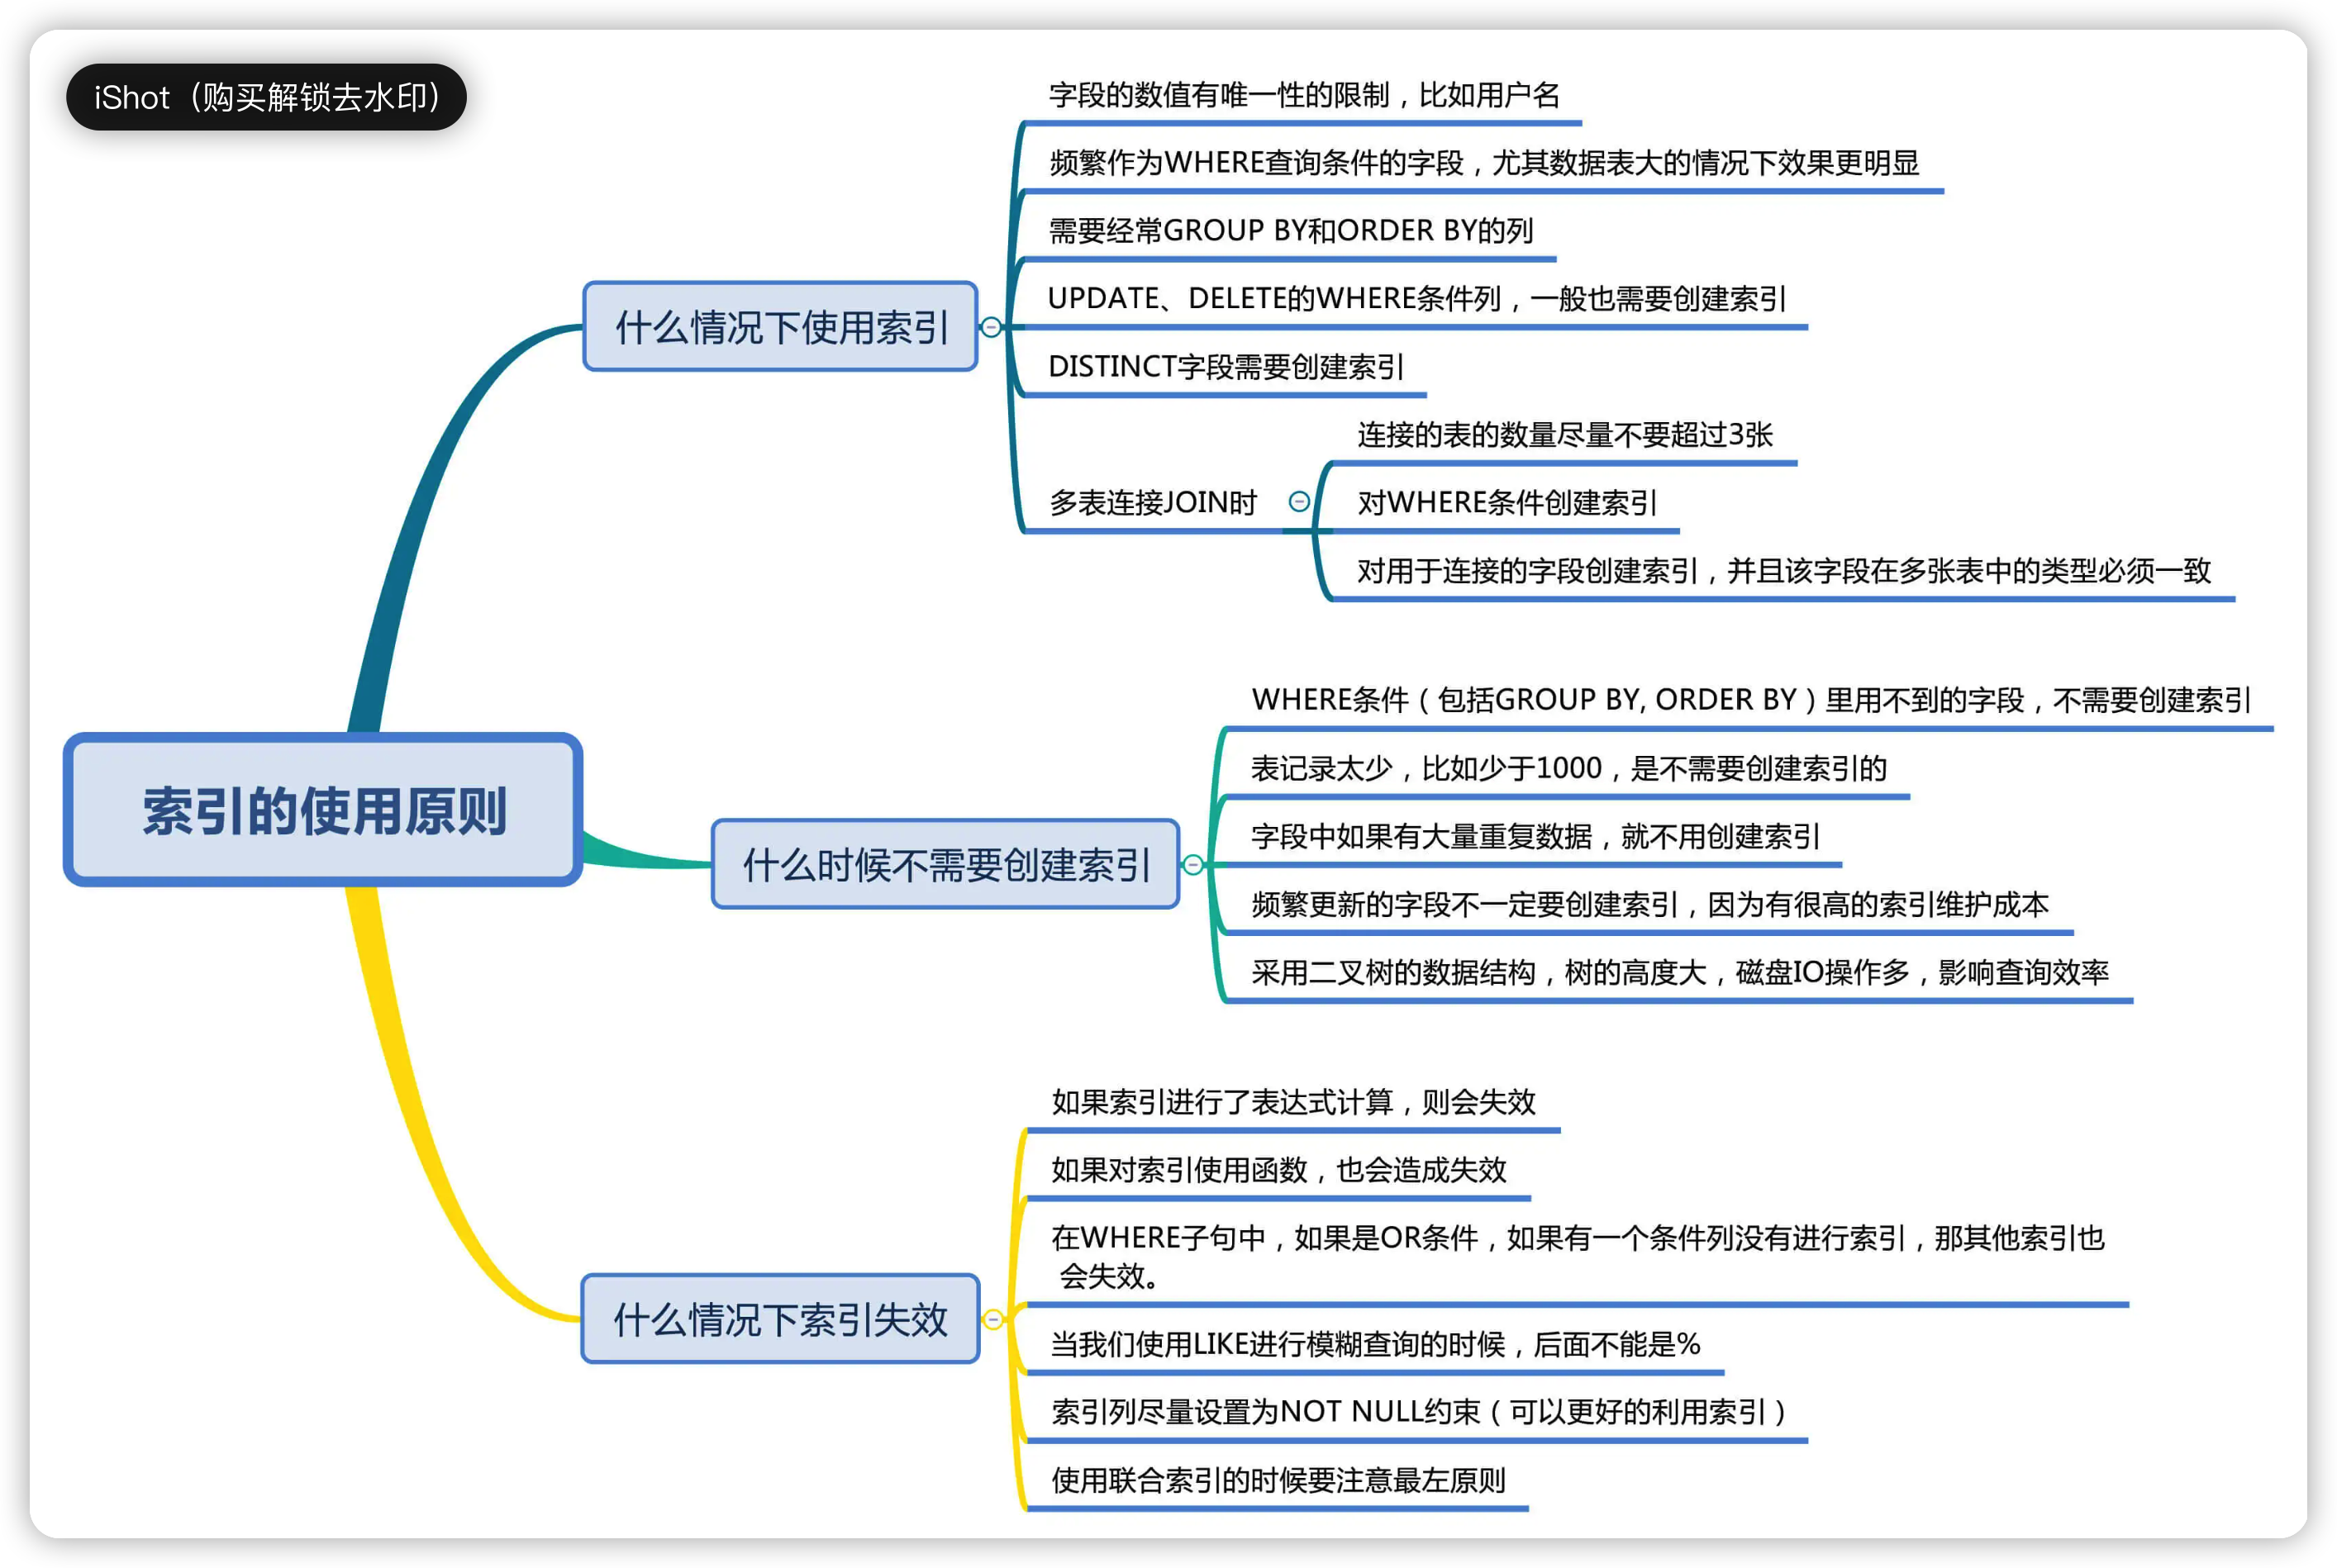 iShot（购买解锁去水印）
字段的数值有唯一性的限制，比如用户名
频繁作为WHERE查询条件的字段，尤其数据表大的情况下效果更明显
需要经常GROUP BY和ORDER BY的列
什么情况下使用索引
UPDATE、DELETE的WHERE条件列，一般也需要创建索引
DISTINCT字段需要创建索引
多表连接JOIN时
连接的表的数量尽量不要超过3张
对WHERE条件创建索引
对用于连接的字段创建索引，并且该字段在多张表中的类型必须一致
索引的使用原则
什么时候不需要创建索引
WHERE条件（包括GROUP BY, ORDER BY）里用不到的字段，不需要创建索引
表记录太少，比如少于1000，是不需要创建索引的
字段中如果有大量重复数据，就不用创建索引
频繁更新的字段不一定要创建索引，因为有很高的索引维护成本
采用二叉树的数据结构，树的高度大，磁盘IO操作多，影响查询效率
什么情况下索引失效
如果索引进行了表达式计算，则会失效
如果对索引使用函数，也会造成失效
在WHERE子句中，如果是OR条件，如果有一个条件列没有进行索引，那其他索引也
会失效。
当我们使用LIKE进行模糊查询的时候，后面不能是%
索引列尽量设置为NOT NULL约束（可以更好的利用索引）
使用联合索引的时候要注意最左原则